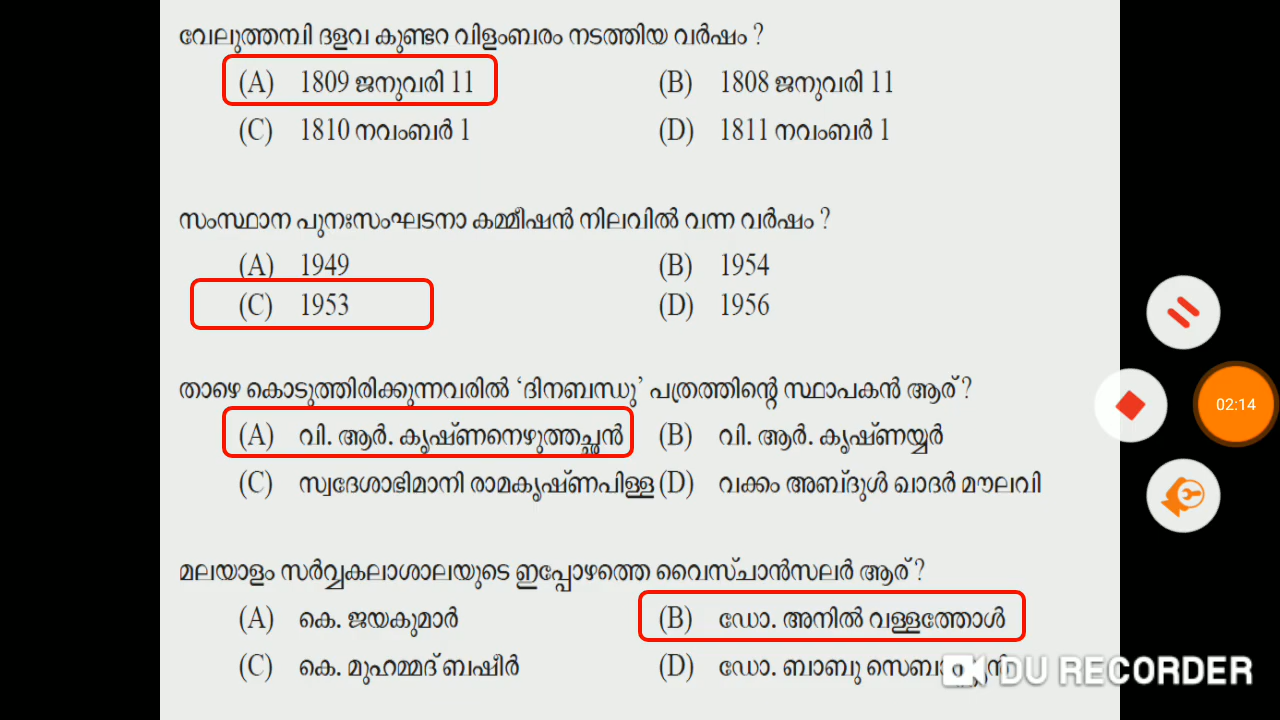 വേലുത്തമ്പി ദളവ കുണ്ടറ വിളംബരം നടത്തിയ വർഷം ?
(A) 1809 ജനുവരി 11 (B) 1808 ജനുവരി 11
(C) 1810 നവംബർ 1 (D) 1811 നവംബർ 1
സംസ്ഥാന പുനഃസംഘടനാ കമ്മീഷൻ നിലവിൽ വന്ന വർഷം ?
(A) 1949 (B) 1954
(C) 1953 (D) 1956
താഴെ കൊടുത്തിരിക്കുന്നവരിൽ ‘ദിനബന്ധു’ പത്രത്തിന്റെ സ്ഥാപകൻ ആര് ?
(A) വി. ആർ. കൃഷ്ണനെഴുത്തച്ഛൻ (B) വി. ആർ. കൃഷ്ണയ്യർ
(C) സ്വദേശാഭിമാനി രാമകൃഷ്ണപിള്ള (D) വക്കം അബ്ദുൾ ഖാദർ മൗലവി
02:14
മലയാളം സർവ്വകലാശാലയുടെ ഇപ്പോഴത്തെ വൈസ്ചാൻസലർ ആര് ?
(A) കെ. ജയകുമാർ (B) ഡോ. അനിൽ വള്ളത്തോൾ
(C) കെ. മുഹമ്മദ് ബഷീർ (D) ഡോ. ബാബു
DU RECORDER